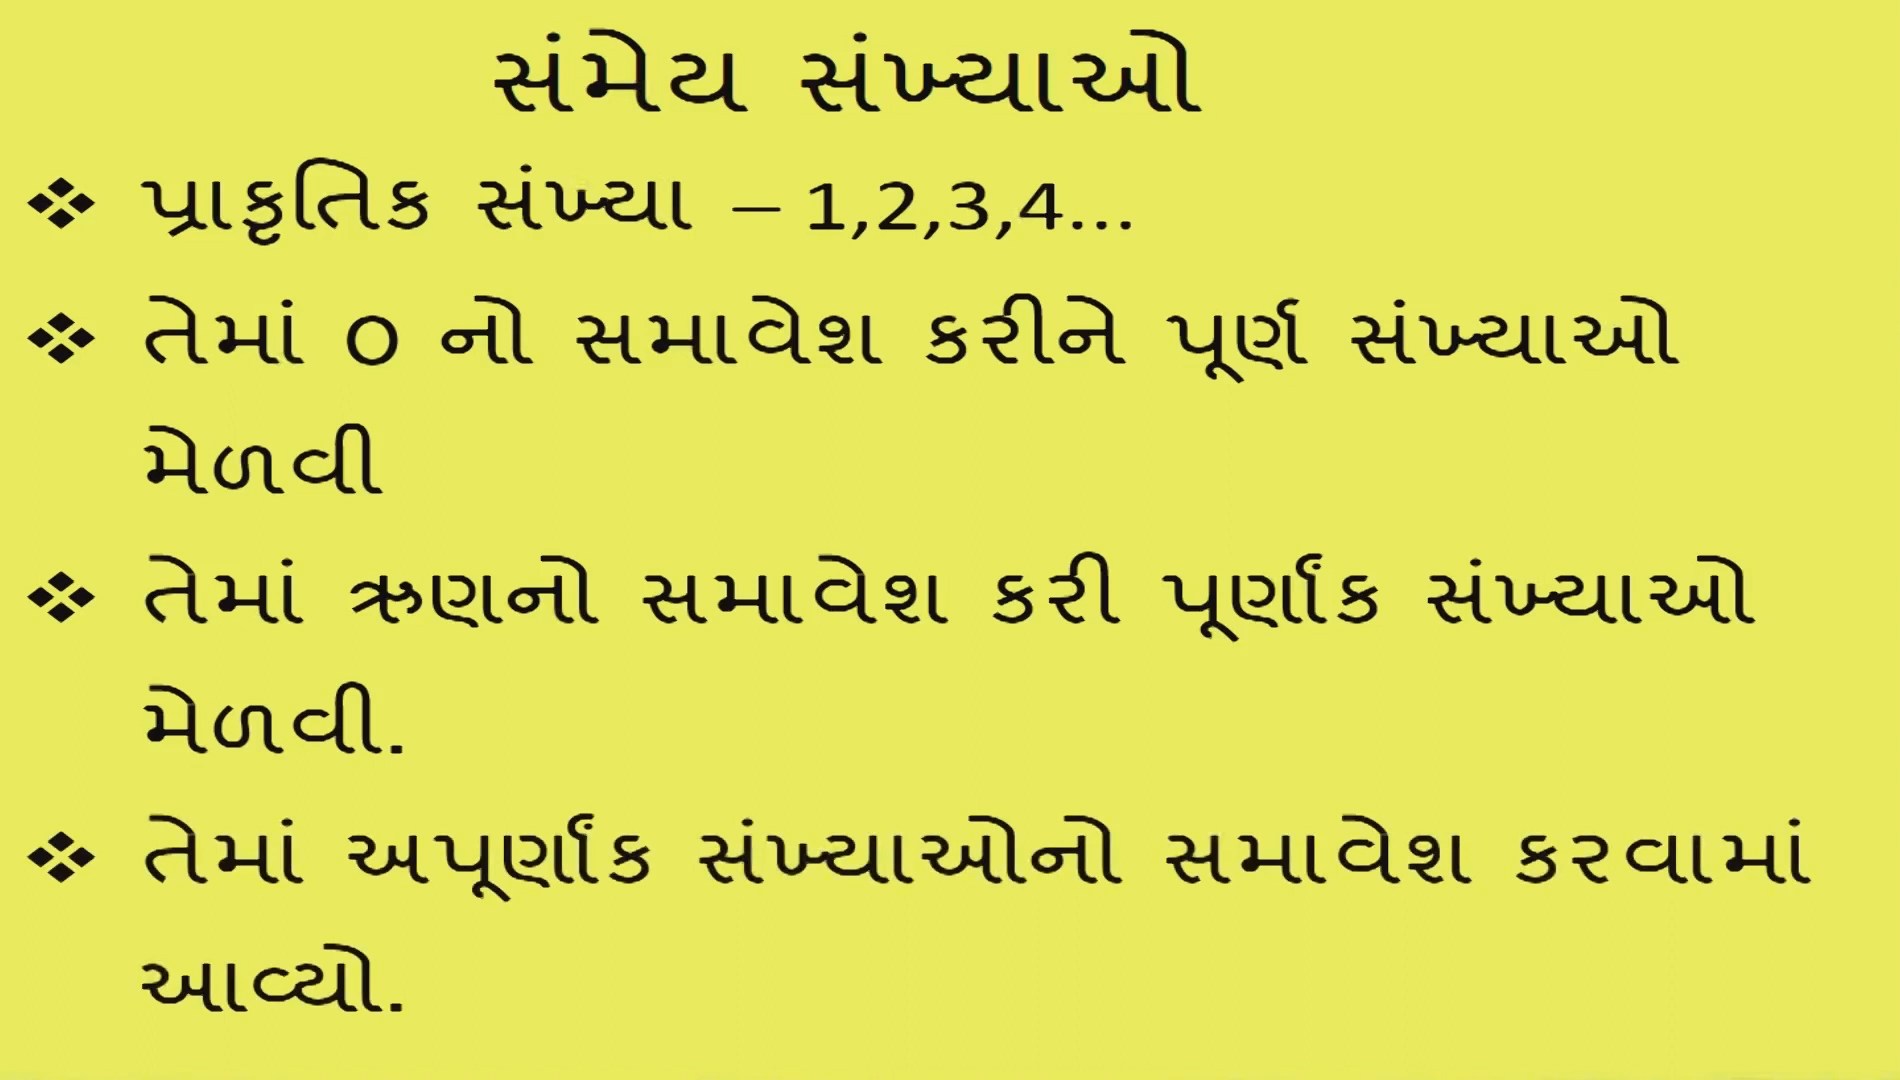 સંમેય સંખ્યાઓ
❖ પ્રાકૃતિક સંખ્યા – 1,2,3,4...
❖ તેમાં 0 નો સમાવેશ કરીને પૂર્ણ સંખ્યાઓ
મેળવી
❖ તેમાં ઋણનો સમાવેશ કરી પૂર્ણાંક સંખ્યાઓ
મેળવી.
❖ તેમાં અપૂર્ણાંક સંખ્યાઓનો સમાવેશ કરવામાં
આવ્યો.